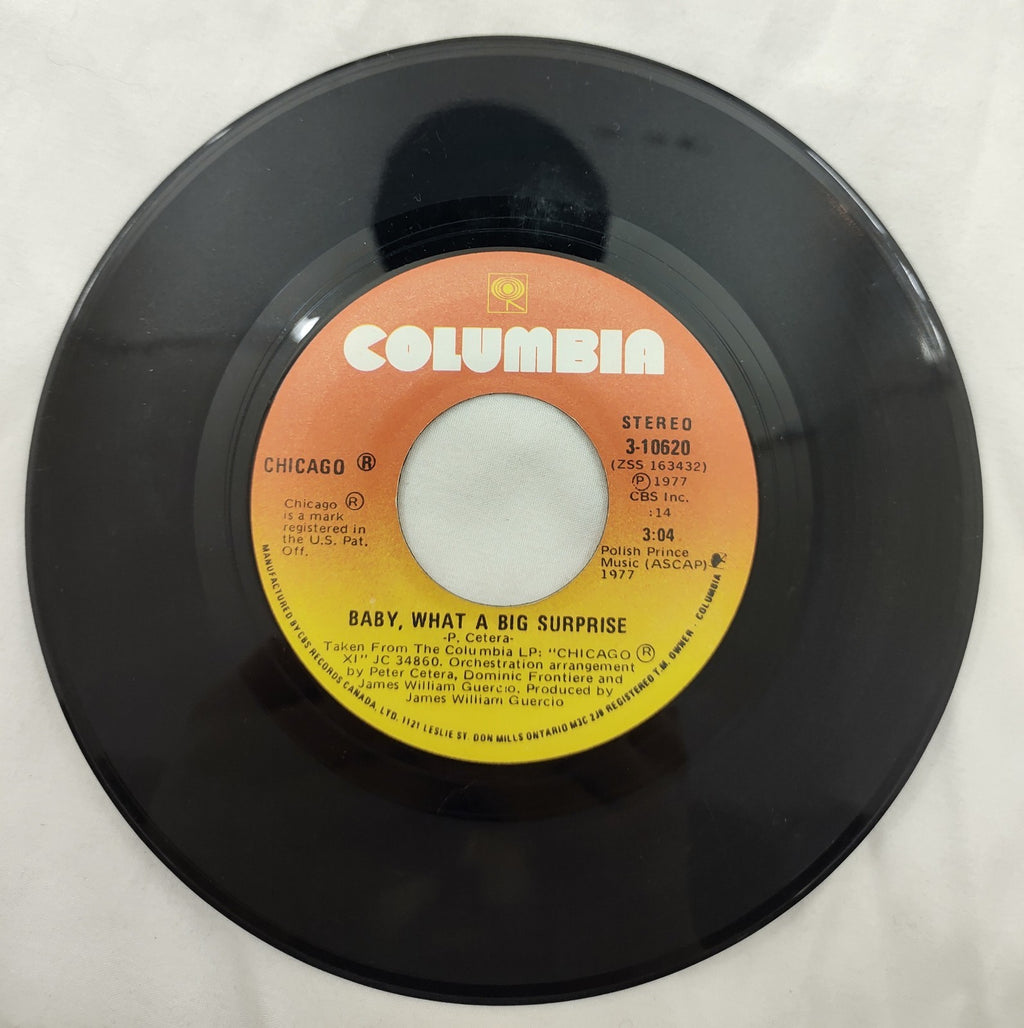 COLUMBIA
STEREO
3-10620
(ZSS 163432)
Ⓟ 1977
CBS Inc.
:14
3:04
Polish Prince
Music (ASCAP)
1977
CHICAGO ®
Chicago ®
is a mark
registered in
the U.S. Pat.
Off.
BABY, WHAT A BIG SURPRISE
-P. Cetera-
Taken From The Columbia LP: "CHICAGO ®
XI" JC 34860. Orchestration arrangement
by Peter Cetera, Dominic Frontiere and
James William Guercio. Produced by
James William Guercio
MANUFACTURED BY CBS RECORDS CANADA, LTD. 1121 LESLIE ST. DON MILLS ONTARIO M3C 2J9 REGISTERED T.M. OWNER - COLUMBIA